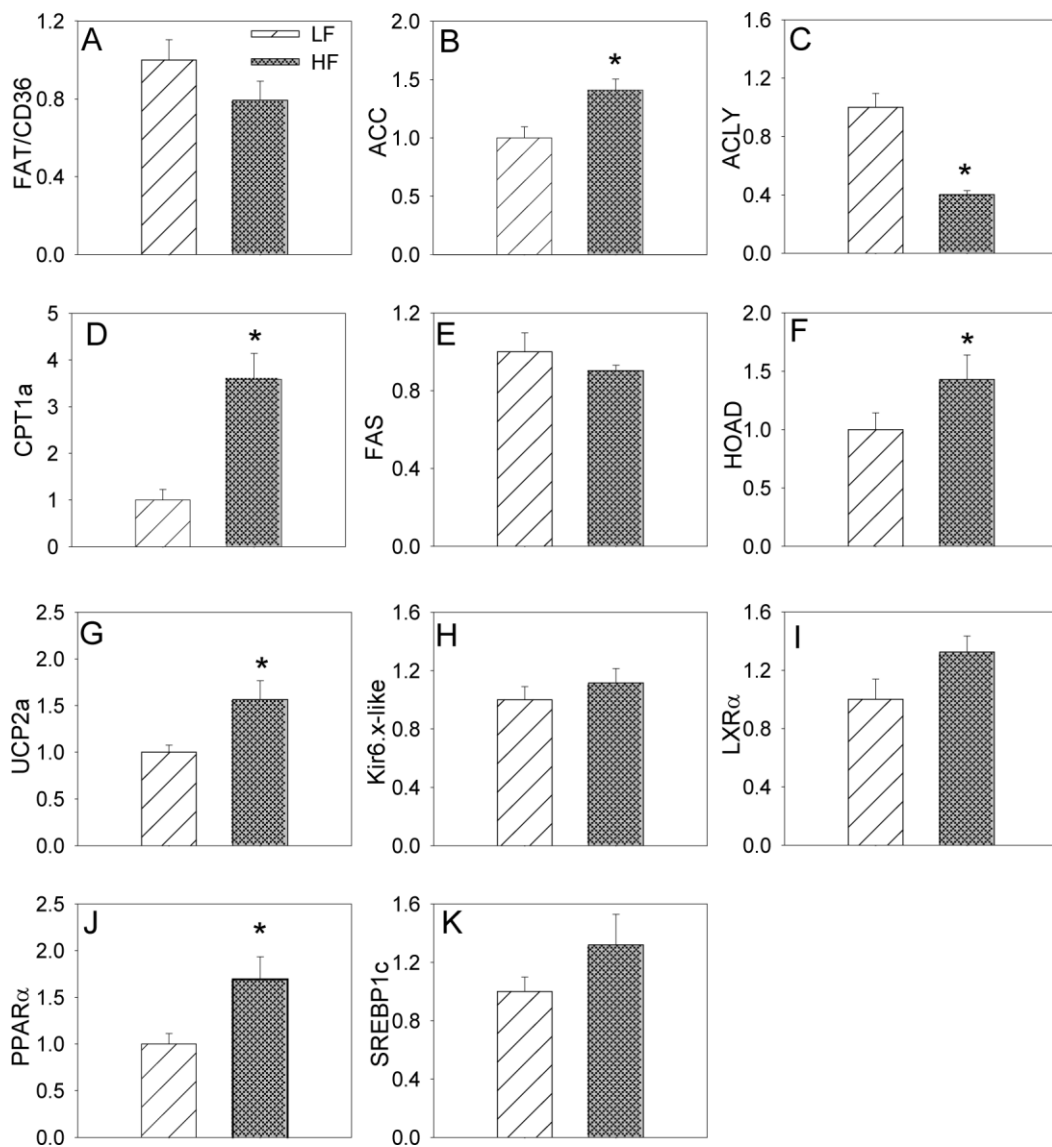 A
LF
HF
FAT/CD36
1.2
0.8
0.4
0.0
B
*
ACC
2.0
1.5
1.0
0.5
0.0
C
*
ACLY
1.6
1.2
0.8
0.4
0.0
D
*
CPT1a
5
4
3
2
1
0
E
FAS
1.2
0.8
0.4
0.0
F
*
HOAD
2.0
1.5
1.0
0.5
0.0
G
*
UCP2a
2.5
2.0
1.5
1.0
0.5
0.0
H
Kir6.x-like
1.6
1.2
0.8
0.4
0.0
I
LXRα
1.6
1.2
0.8
0.4
0.0
J
*
PPARα
2.5
2.0
1.5
1.0
0.5
0.0
K
SREBP1c
1.6
1.2
0.8
0.4
0.0